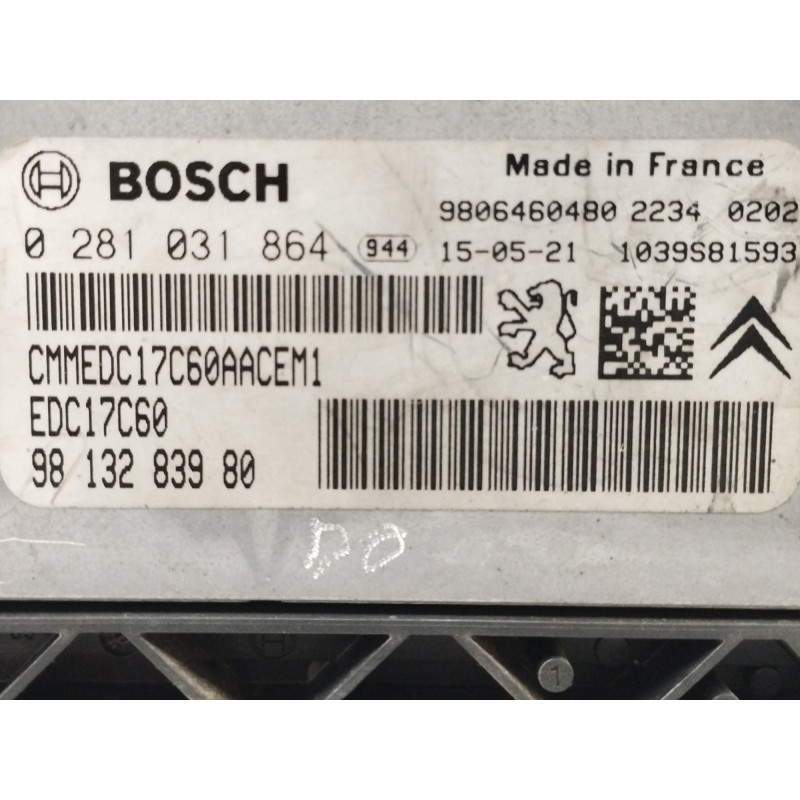 BOSCH
Made in France
9806460480 2234 0202
0 281 031 864 944 15-05-21 1039S81593
CMMEDC17C60AACEM1
EDC17C60
98 132 839 80
1